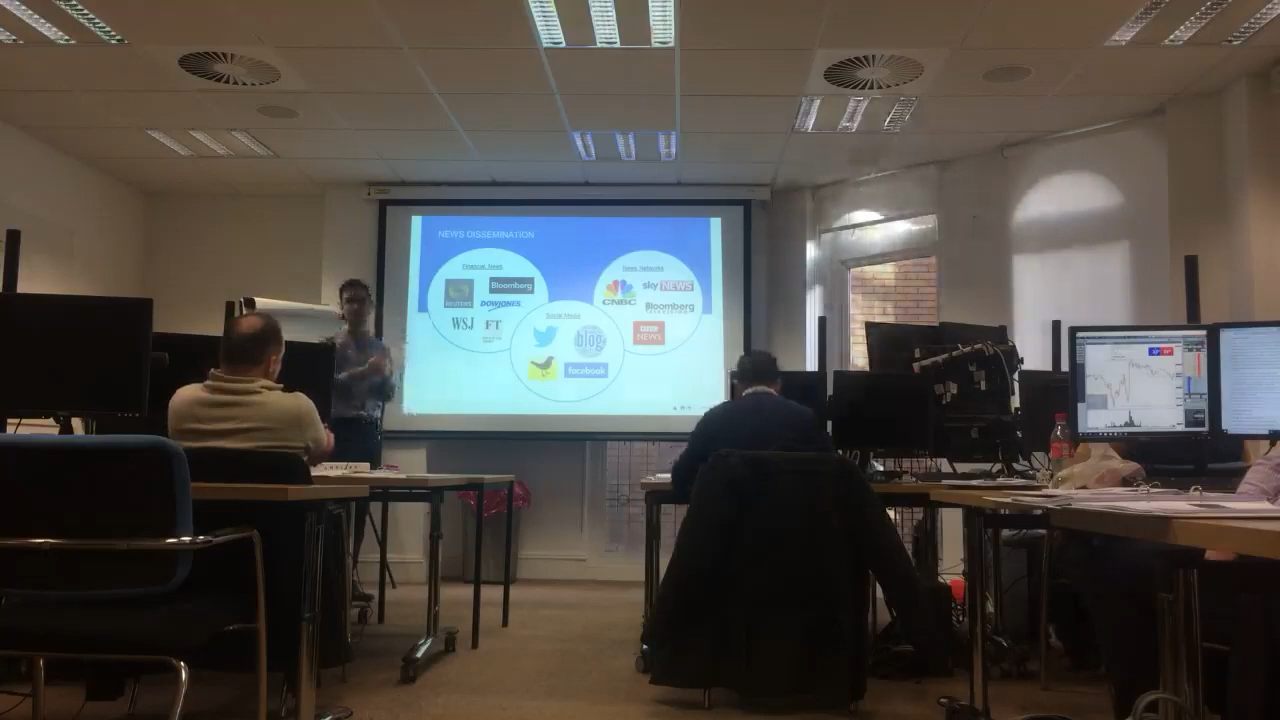 NEWS DISSEMINATION
Financial News
REUTERS
Bloomberg
DOWJONES
WSJ
FT
Social Media
blog
facebook
News Networks
CNBC
sky NEWS
Bloomberg
TELEVISION
BBC
NEWS